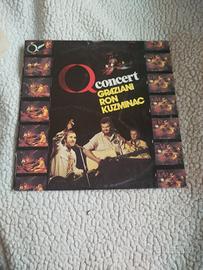 Q concert
GRAZIANI
RON
KUZMINAC